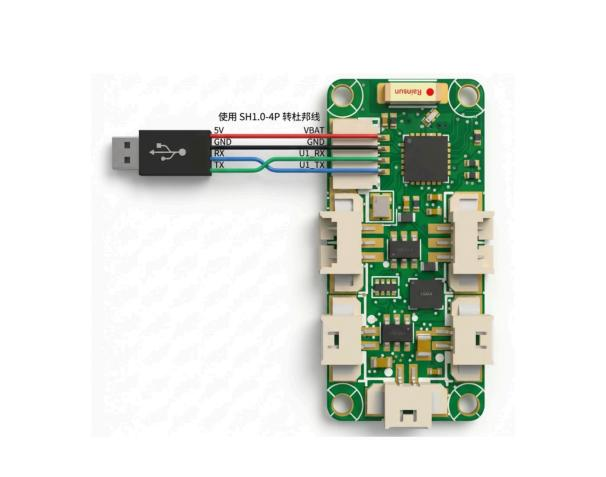 Rainsun
使用 SH1.0-4P 转杜邦线
5V VBAT
GND GND
RX U1_RX
TX U1_TX